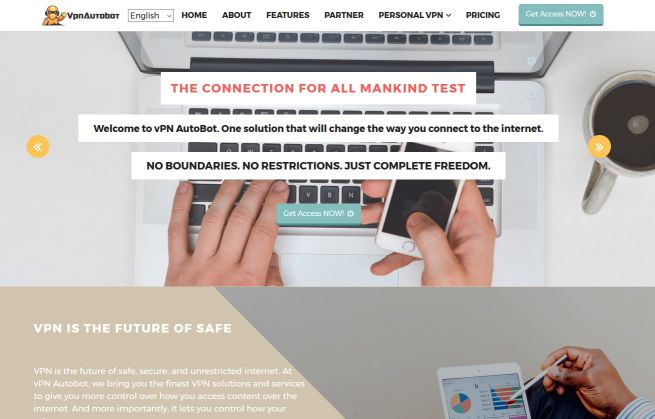 VpnAutobot
English
HOME ABOUT FEATURES PARTNER PERSONAL VPN PRICING
Get Access NOW!
THE CONNECTION FOR ALL MANKIND TEST
Welcome to vPN AutoBot. One solution that will change the way you connect to the internet.
NO BOUNDARIES. NO RESTRICTIONS. JUST COMPLETE FREEDOM.
Get Access NOW!
VPN IS THE FUTURE OF SAFE
VPN is the future of safe, secure, and unrestricted internet. At
vPN Autobot, we bring you the finest VPN solutions and services
to give you more control over how you access content over the
internet. And more importantly, it lets you control how your